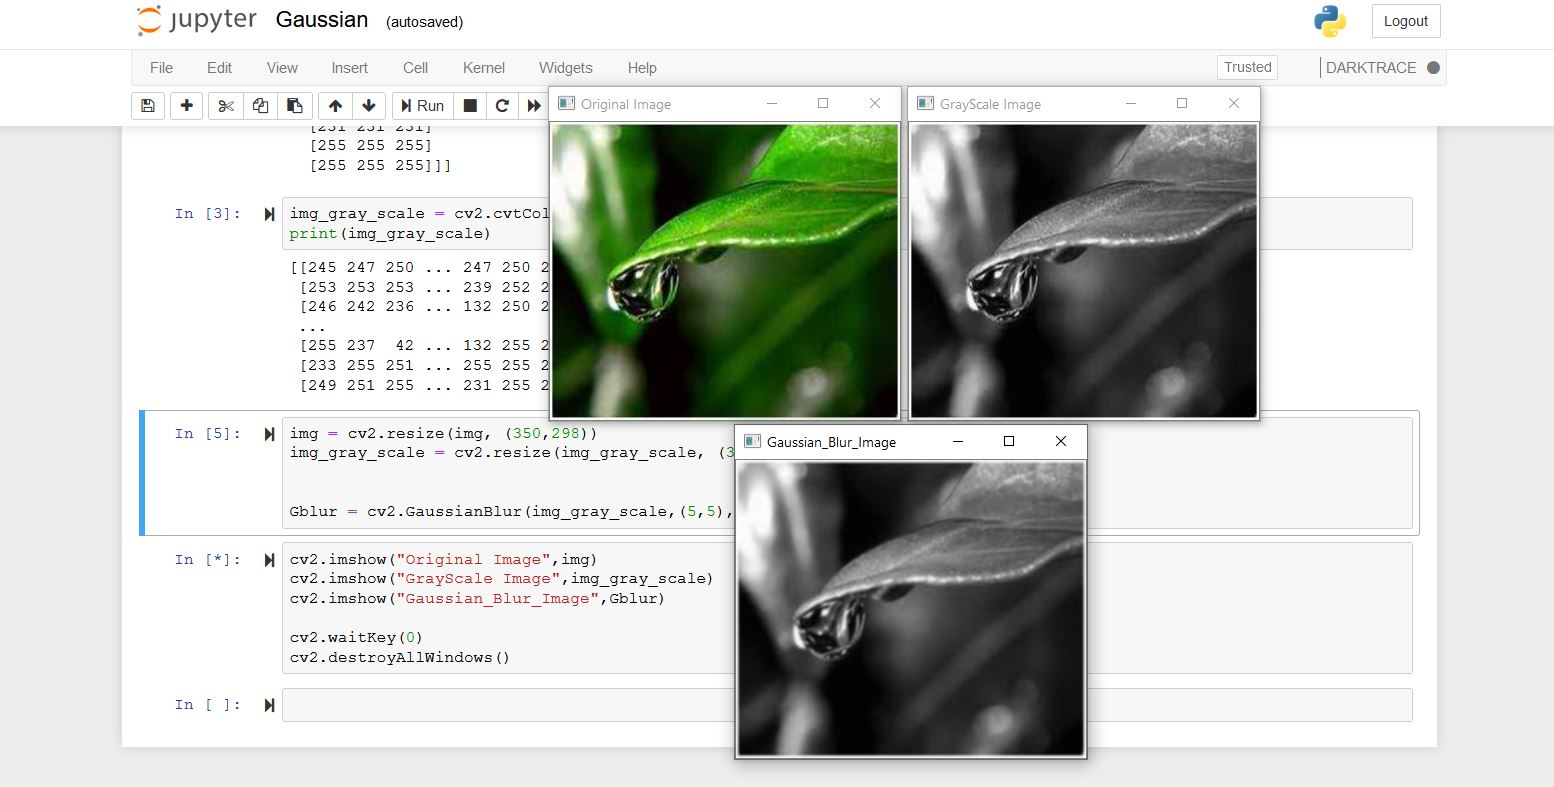 jupyter Gaussian (autosaved) Logout
File Edit View Insert Cell Kernel Widgets Help Trusted DARKTRACE
Run
Original Image
GrayScale Image
[231 251 231]
[255 255 255]
[255 255 255]]]
In [3]: img_gray_scale = cv2.cvtCol
print(img_gray_scale)
[[245 247 250 ... 247 250 2
[253 253 253 ... 239 252 2
[246 242 236 ... 132 250 2
...
[255 237 42 ... 132 255 2
[233 255 251 ... 255 255 2
[249 251 255 ... 231 255 2
In [5]: img = cv2.resize(img, (350,298))
img_gray_scale = cv2.resize(img_gray_scale, (3
Gblur = cv2.GaussianBlur(img_gray_scale,(5,5),
Gaussian_Blur_Image
In [*]: cv2.imshow("Original Image",img)
cv2.imshow("GrayScale Image",img_gray_scale)
cv2.imshow("Gaussian_Blur_Image",Gblur)
cv2.waitKey(0)
cv2.destroyAllWindows()
In [ ]: